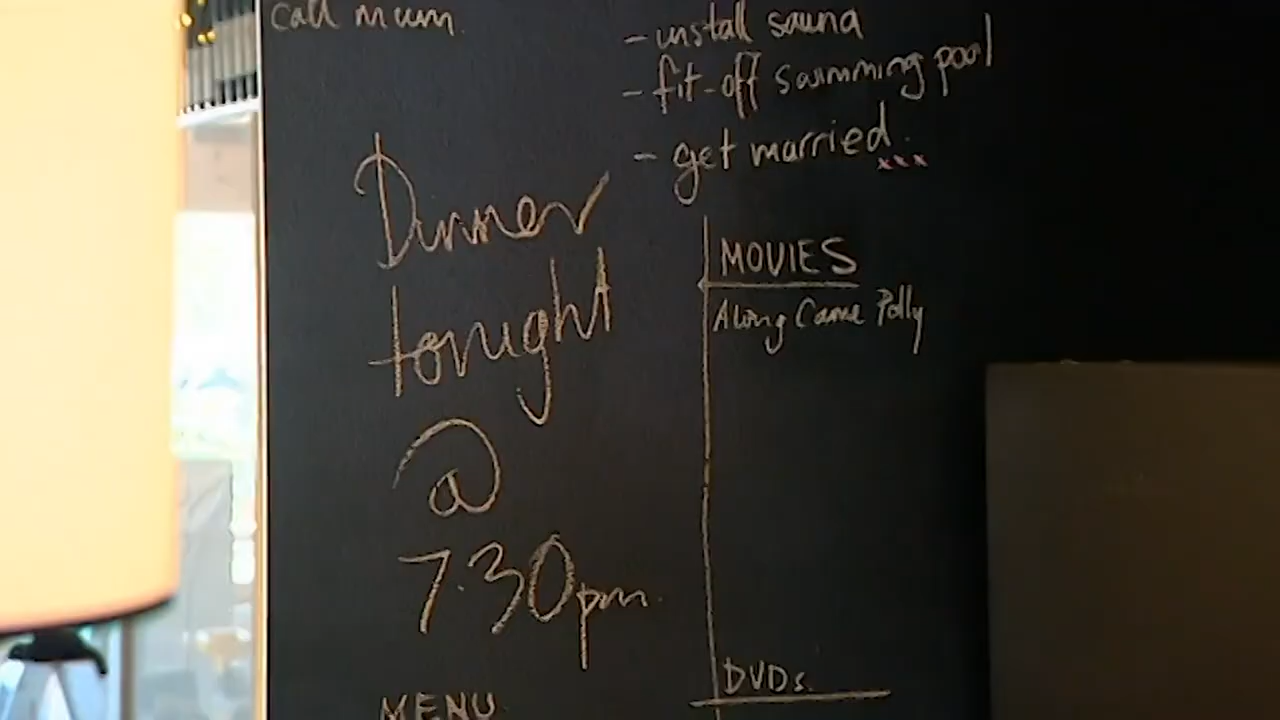 call mum.
- install sauna
- fit-off swimming pool
- get married.
xxx
Dinner
tonight
@
7.30pm.
MOVIES
Along Came Polly
DVDs.
MENU